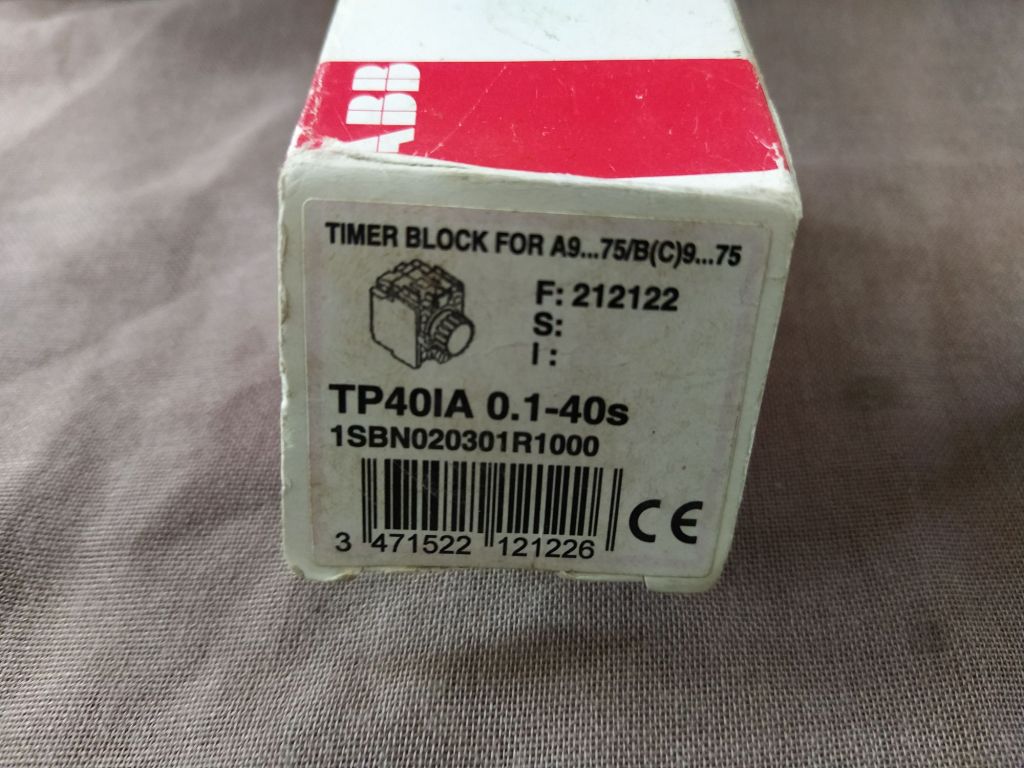 ABB
TIMER BLOCK FOR A9...75/B(C)9...75
F: 212122
S:
I :
TP40IA 0.1-40s
1SBN020301R1000
3 471522 121226
CE